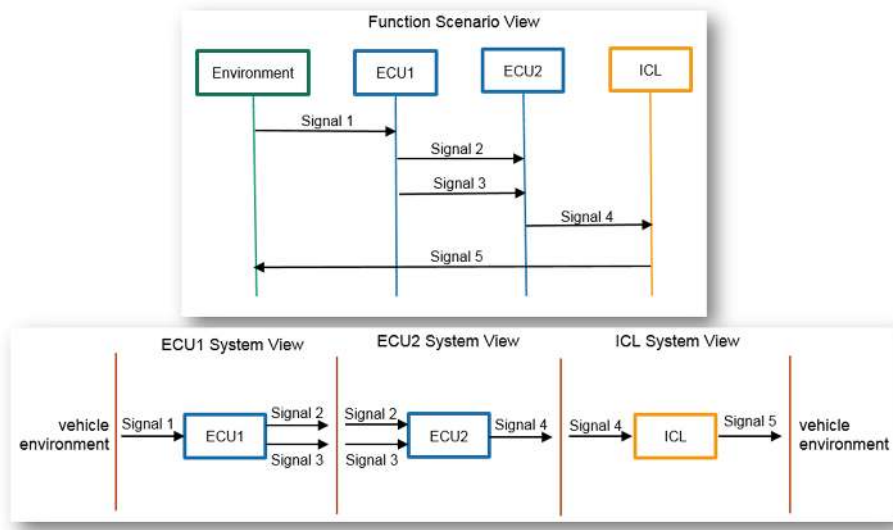 Function Scenario View
Environment
ECU1
ECU2
ICL
Signal 1
Signal 2
Signal 3
Signal 4
Signal 5
ECU1 System View
ECU2 System View
ICL System View
vehicle
environment
Signal 1
ECU1
Signal 2
Signal 3
Signal 2
Signal 3
ECU2
Signal 4
Signal 4
ICL
Signal 5
vehicle
environment